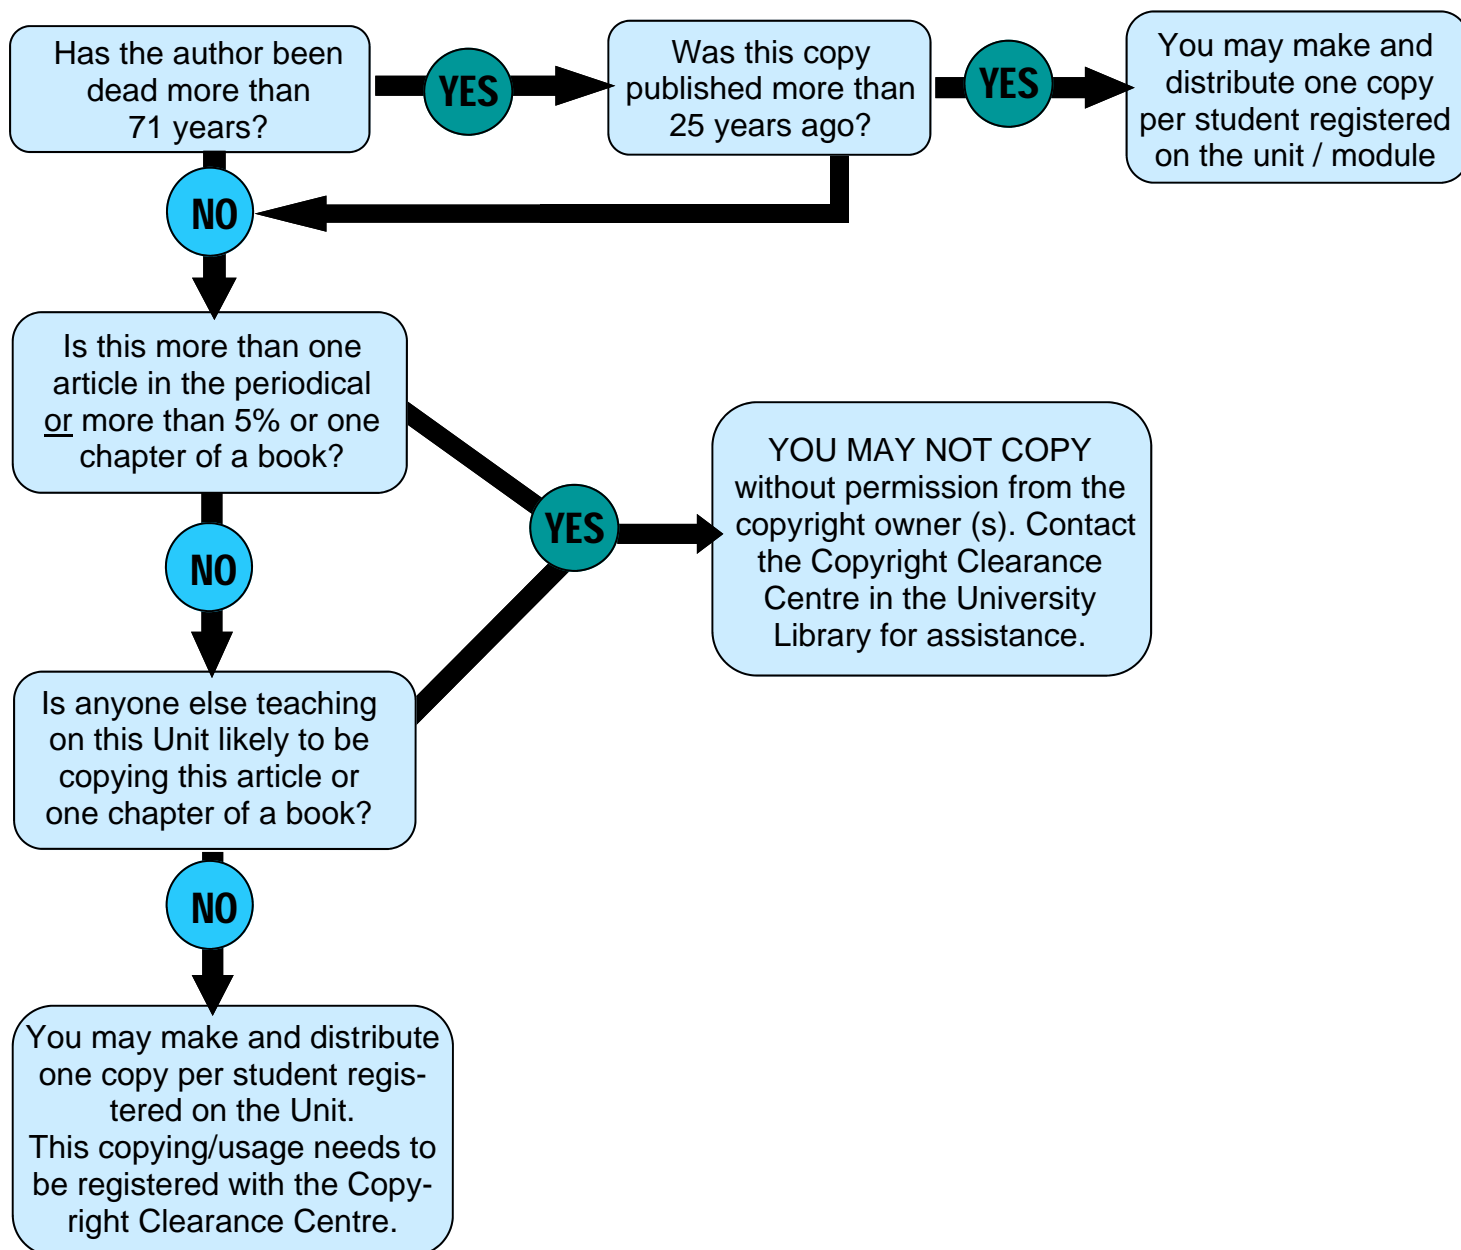 Has the author been
dead more than
71 years?
YES
Was this copy
published more than
25 years ago?
YES
You may make and
distribute one copy
per student registered
on the unit / module
NO
Is this more than one
article in the periodical
or more than 5% or one
chapter of a book?
YES
YOU MAY NOT COPY
without permission from the
copyright owner (s). Contact
the Copyright Clearance
Centre in the University
Library for assistance.
NO
Is anyone else teaching
on this Unit likely to be
copying this article or
one chapter of a book?
NO
You may make and distribute
one copy per student regis-
tered on the Unit.
This copying/usage needs to
be registered with the Copy-
right Clearance Centre.